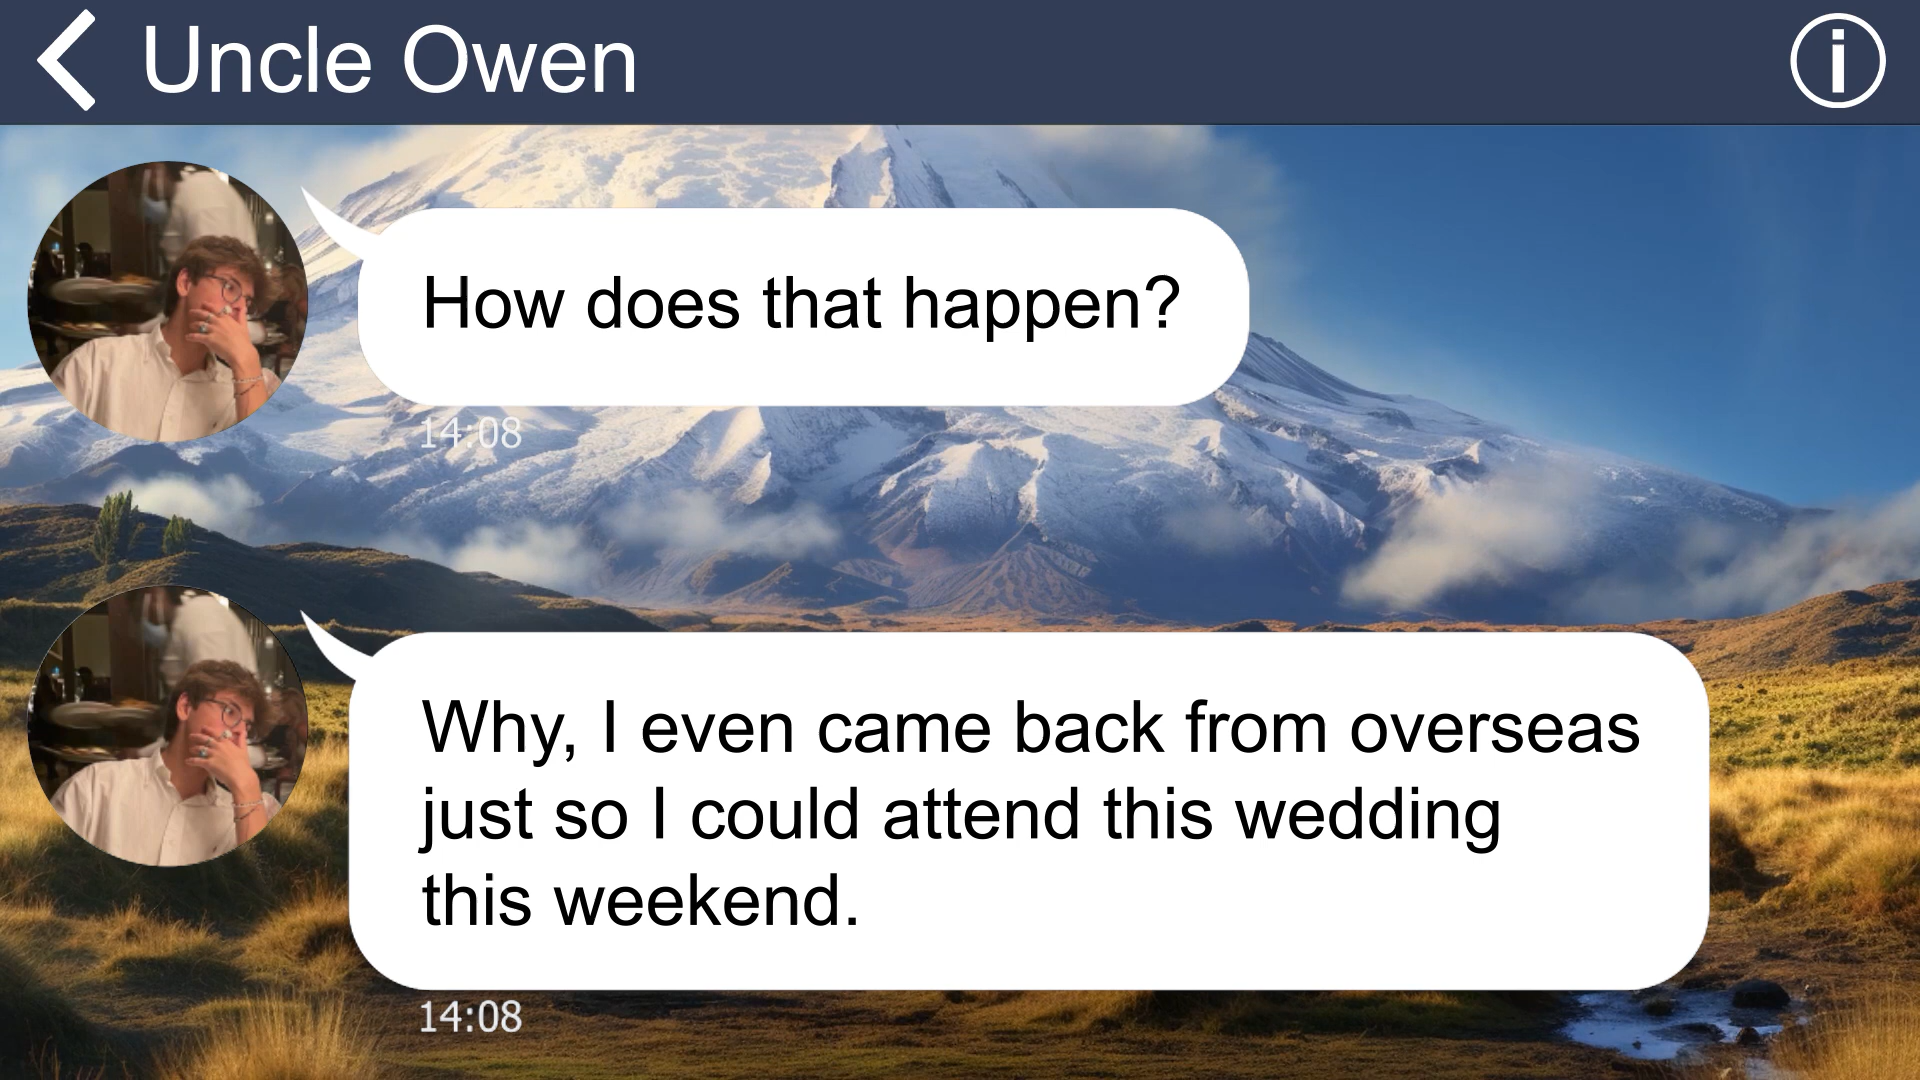 Uncle Owen
How does that happen?
14:08
Why, I even came back from overseas
just so I could attend this wedding
this weekend.
14:08